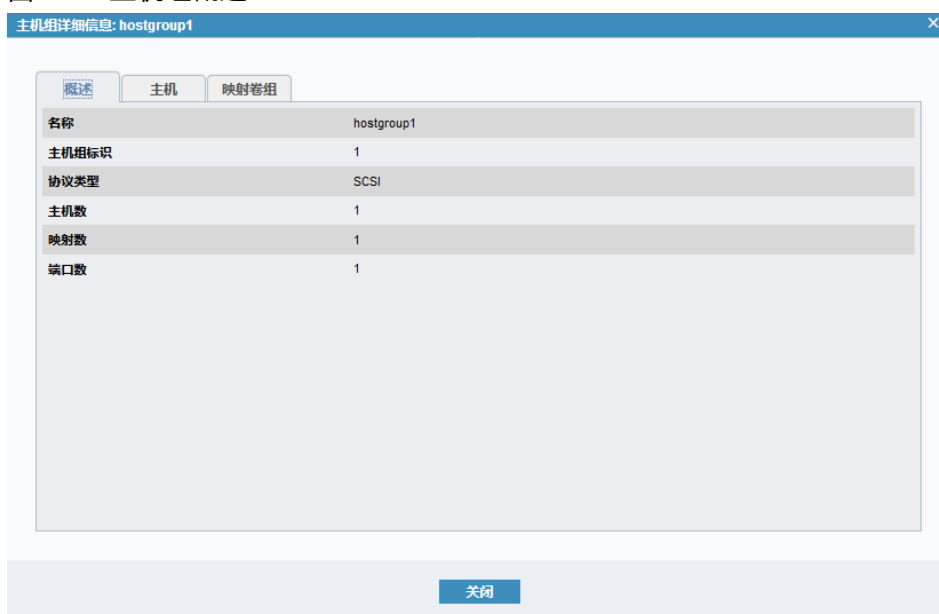 主机组详细信息: hostgroup1
概述 主机 映射卷组
名称 hostgroup1
主机组标识 1
协议类型 SCSI
主机数 1
映射数 1
端口数 1
关闭